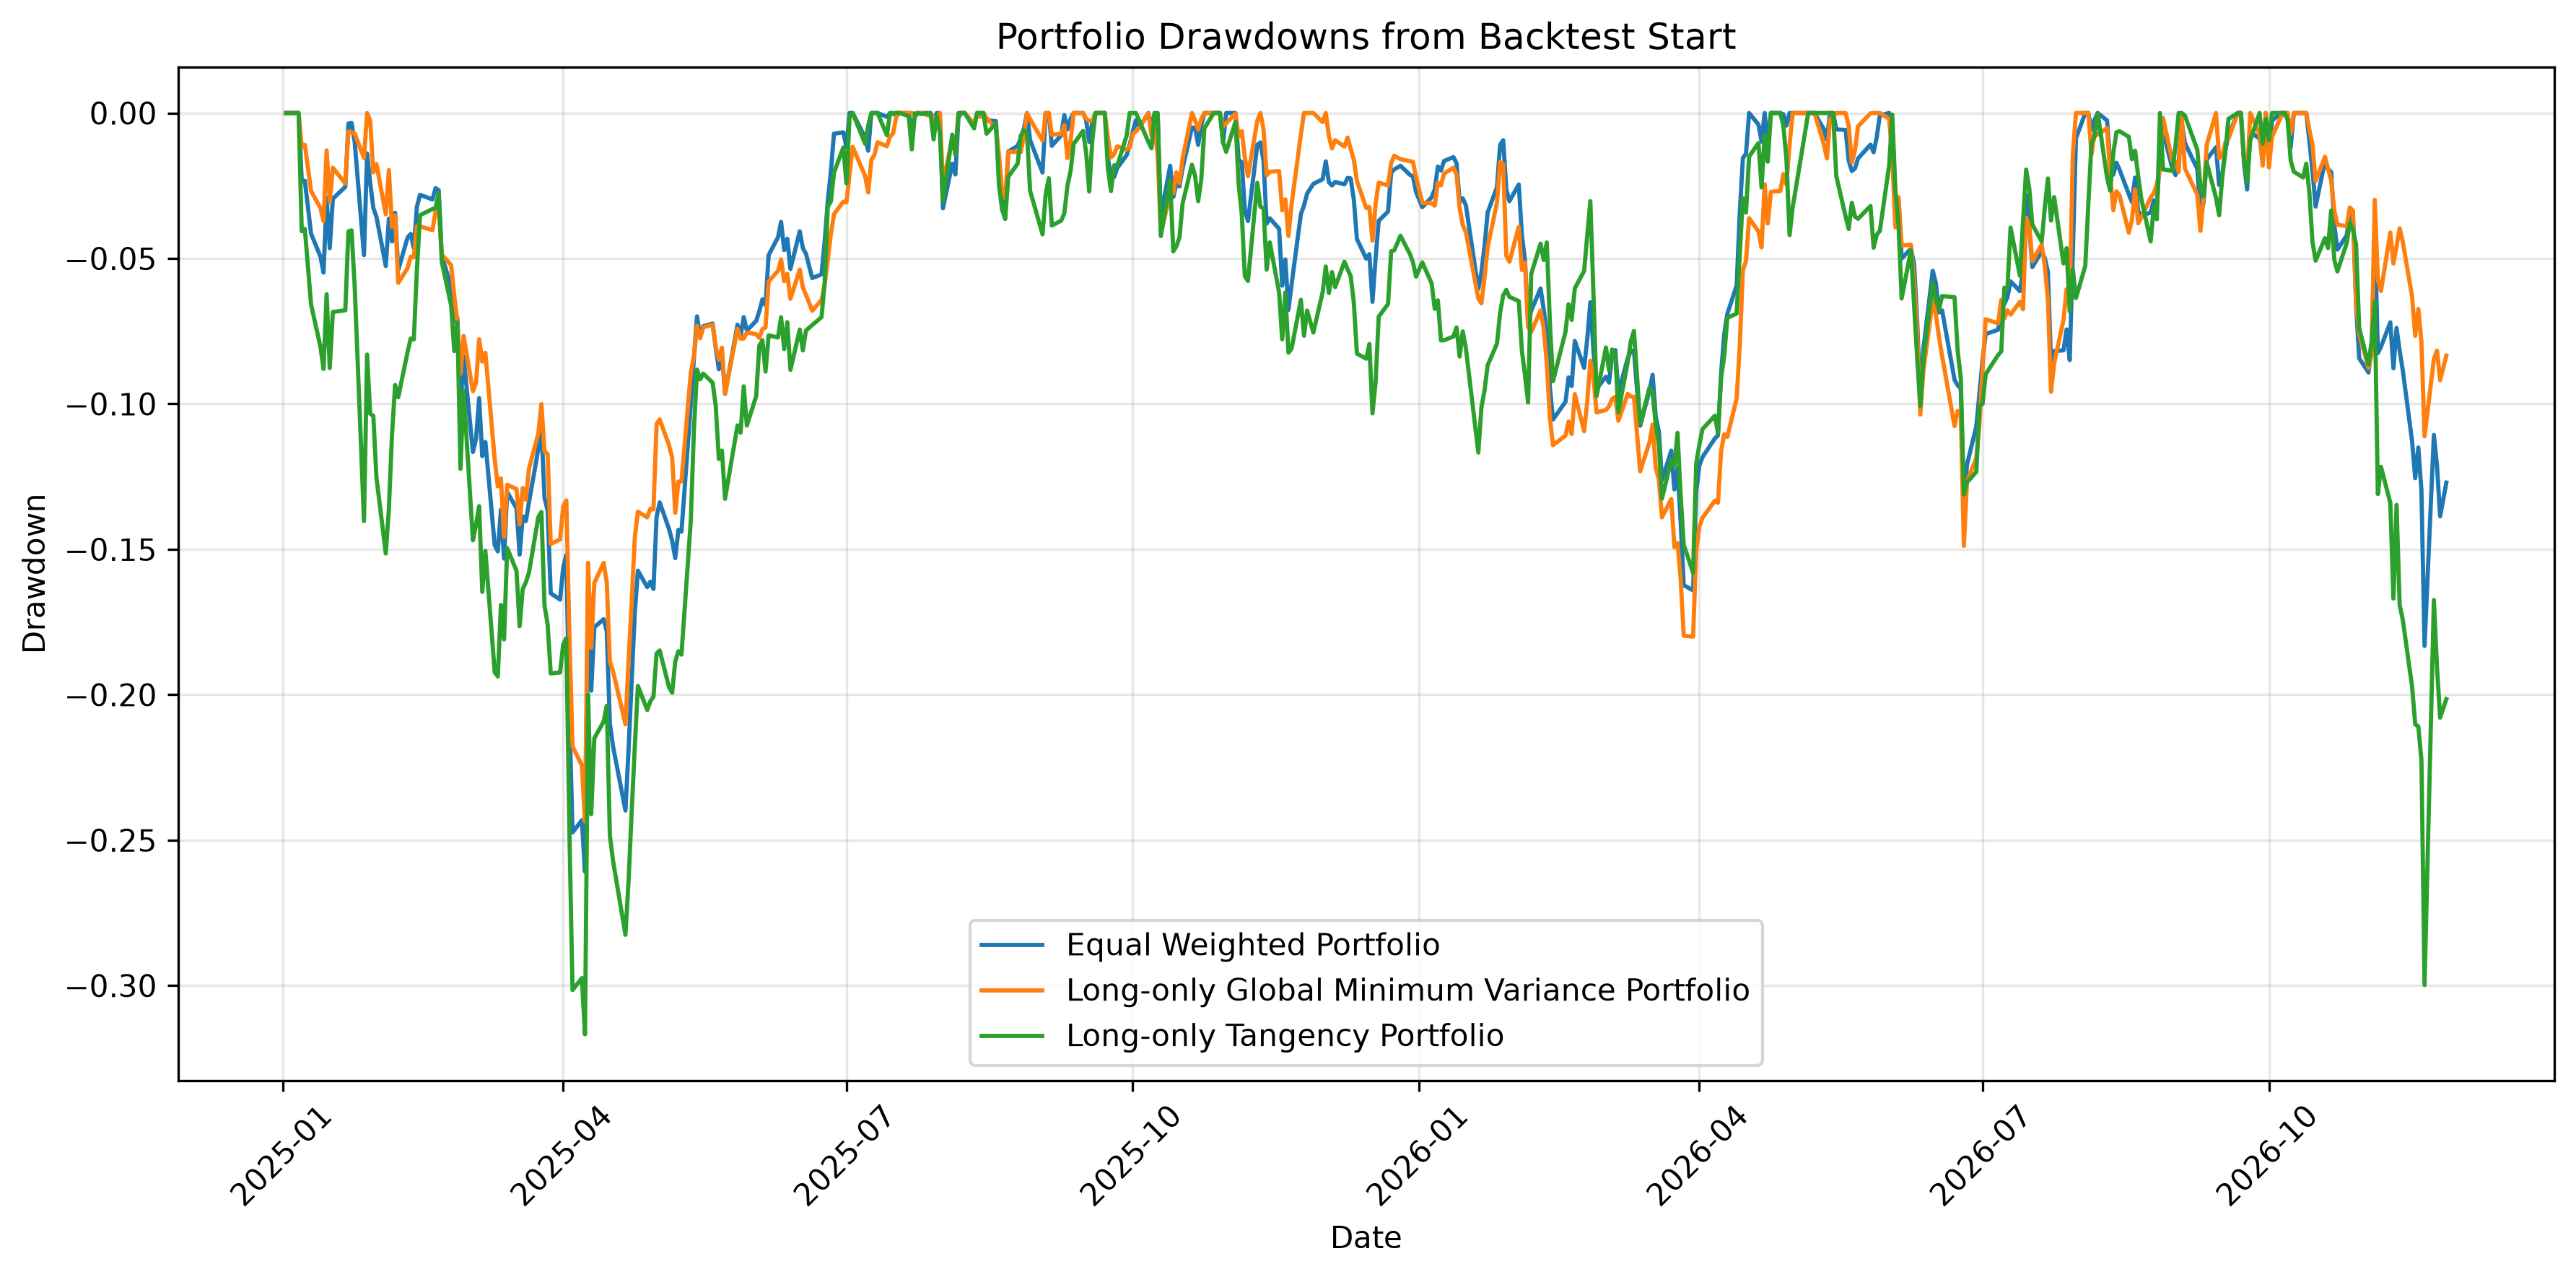 Portfolio Drawdowns from Backtest Start
0.00
−0.05
−0.10
−0.15
−0.20
−0.25
−0.30
Drawdown
Equal Weighted Portfolio
Long-only Global Minimum Variance Portfolio
Long-only Tangency Portfolio
2025-01
2025-04
2025-07
2025-10
2026-01
2026-04
2026-07
2026-10
Date